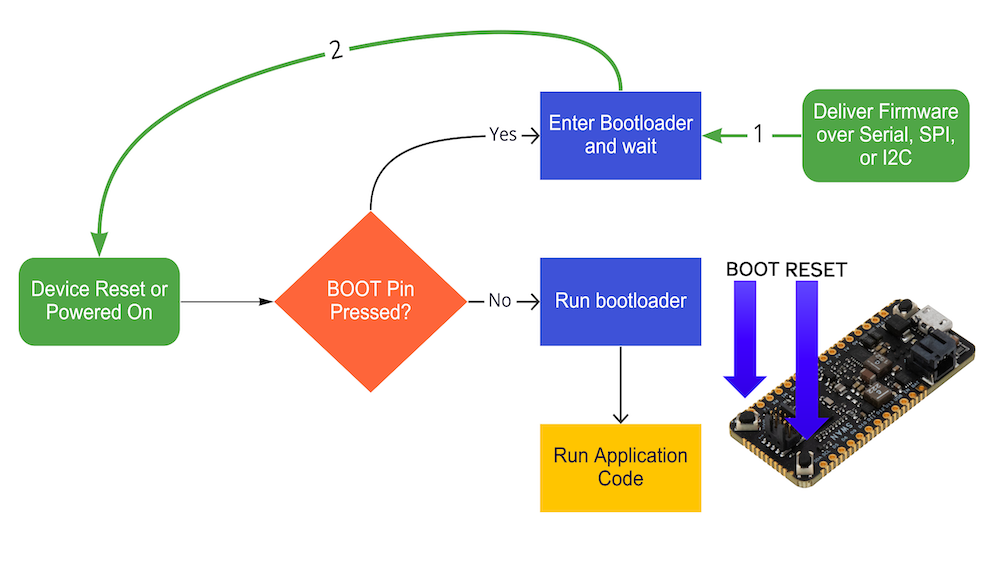 2
Yes
Enter Bootloader
and wait
1
Deliver Firmware
over Serial, SPI,
or I2C
Device Reset or
Powered On
BOOT Pin
Pressed?
No
Run bootloader
BOOT RESET
Run Application
Code
SWAN